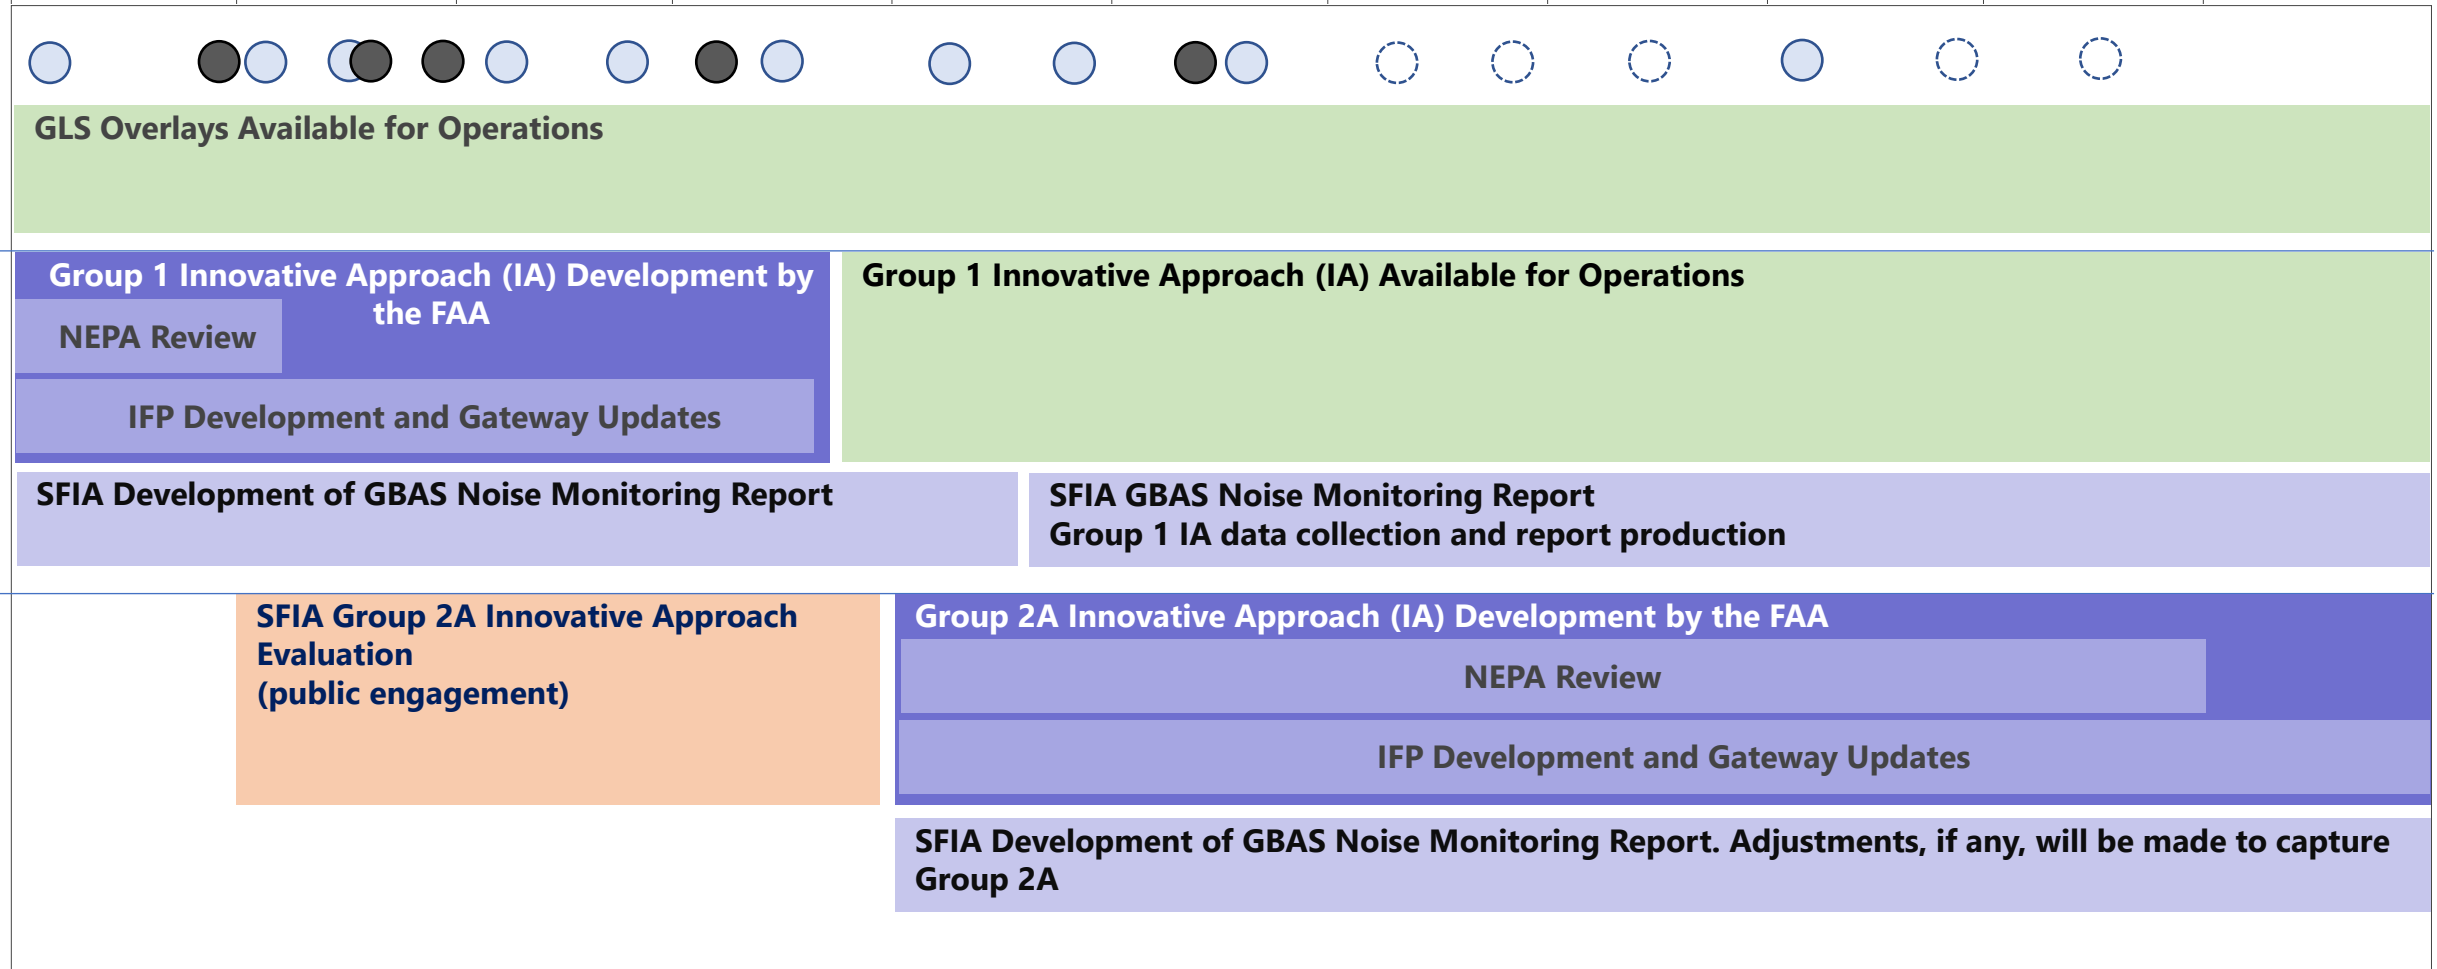 GLS Overlays Available for Operations
Group 1 Innovative Approach (IA) Development by
the FAA
NEPA Review
IFP Development and Gateway Updates
Group 1 Innovative Approach (IA) Available for Operations
SFIA Development of GBAS Noise Monitoring Report
SFIA GBAS Noise Monitoring Report
Group 1 IA data collection and report production
SFIA Group 2A Innovative Approach
Evaluation
(public engagement)
Group 2A Innovative Approach (IA) Development by the FAA
NEPA Review
IFP Development and Gateway Updates
SFIA Development of GBAS Noise Monitoring Report. Adjustments, if any, will be made to capture
Group 2A